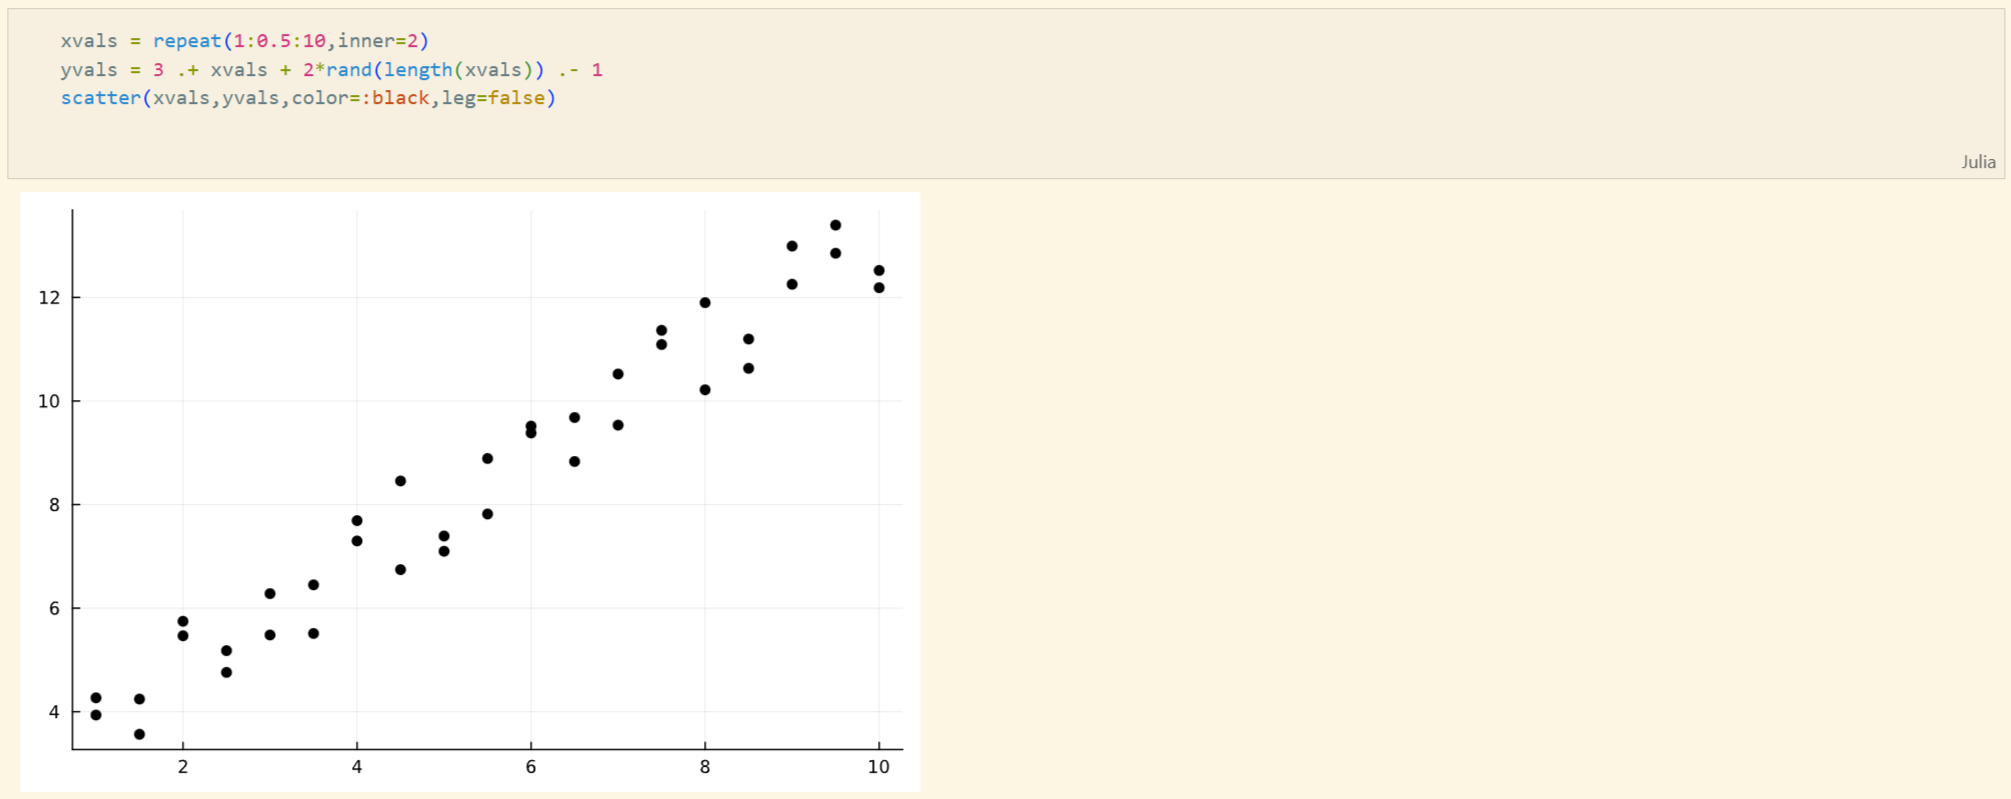 xvals = repeat(1:0.5:10,inner=2)
yvals = 3 .+ xvals + 2*rand(length(xvals)) .- 1
scatter(xvals,yvals,color=:black,leg=false)
Julia
12
10
8
6
4
2 4 6 8 10